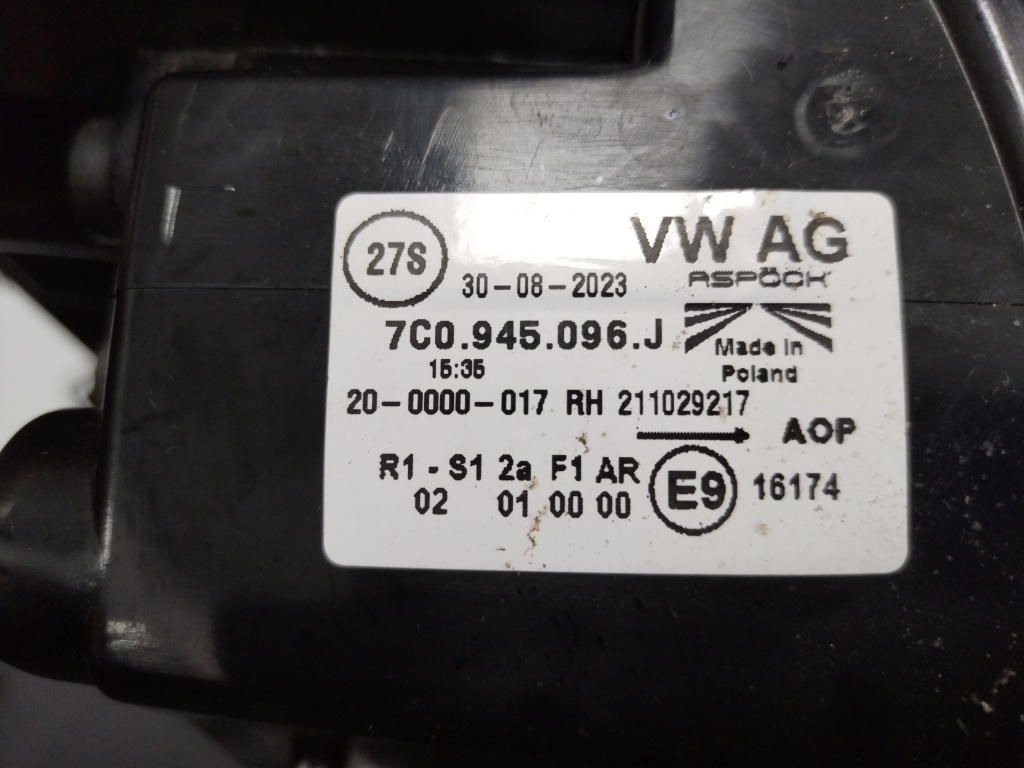 27S
30-08-2023
VW AG
ASPÖCK
7C0.945.096.J
Made in
Poland
15:35
20-0000-017 RH 211029217
AOP
R1 - S1 2a F1 AR
02 01 00 00
E9
16174